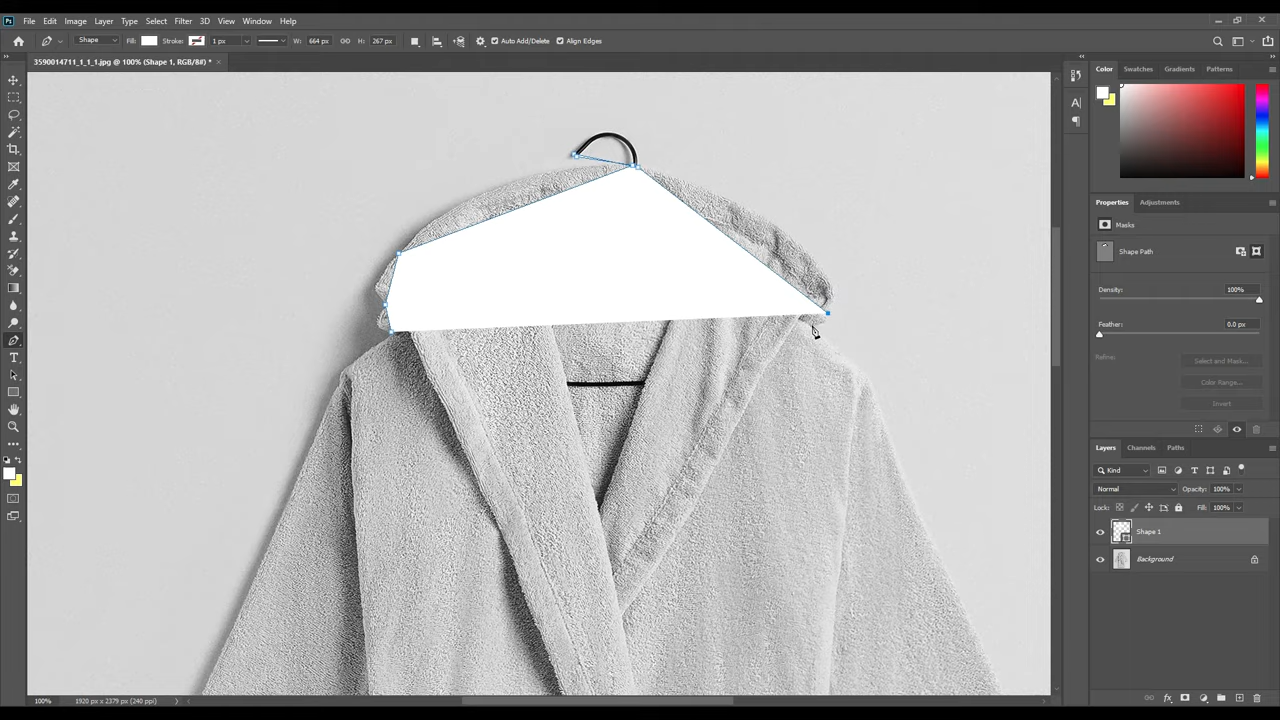 Ps File Edit Image Layer Type Select Filter 3D View Window Help
Shape Fill: Stroke: 1 px W: 664 px H: 267 px Auto Add/Delete Align Edges
3590014711_1_1_1.jpg @ 100% (Shape 1, RGB/8#) * ×
Color Swatches Gradients Patterns
Properties Adjustments
Masks
Shape Path
Density: 100%
Feather: 0.0 px
Refine: Select and Mask...
Color Range...
Invert
Layers Channels Paths
Kind
Normal Opacity: 100%
Lock: Fill: 100%
Shape 1
Background
100% 1920 px x 2379 px (240 ppi)